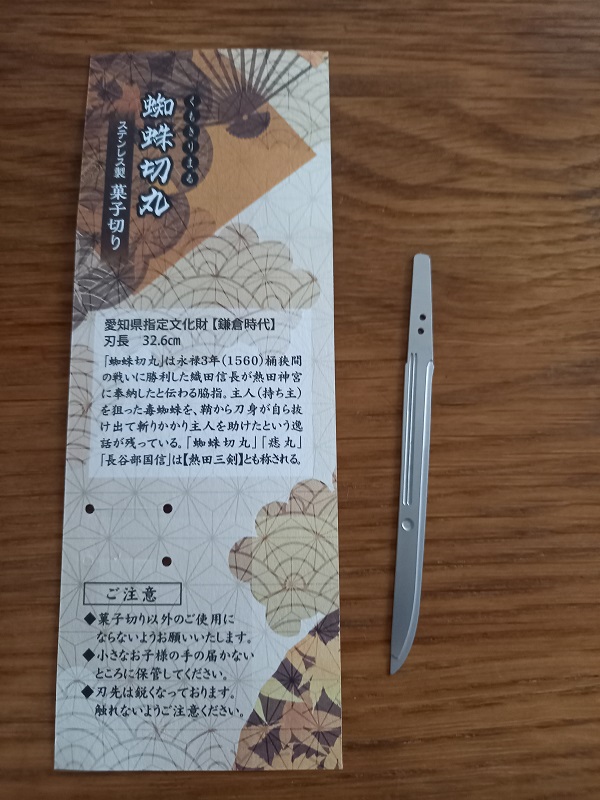 くもきりまる
蜘蛛切丸
ステンレス製 菓子切り
愛知県指定文化財【鎌倉時代】
刃長 32.6cm
「蜘蛛切丸」は永禄3年(1560)桶狭間
の戦いに勝利した織田信長が熱田神宮
に奉納したと伝わる脇指。主人(持ち主)
を狙った毒蜘蛛を、鞘から刀身が自ら抜
け出て斬りかかり主人を助けたという逸
話が残っている。「蜘蛛切丸」「痣丸」
「長谷部国信」は【熱田三剣】とも称される。
ご注意
◆菓子切り以外のご使用に
ならないようお願いいたします。
◆小さなお子様の手の届かない
ところに保管してください。
◆刃先は鋭くなっております。
触れないようご注意ください。